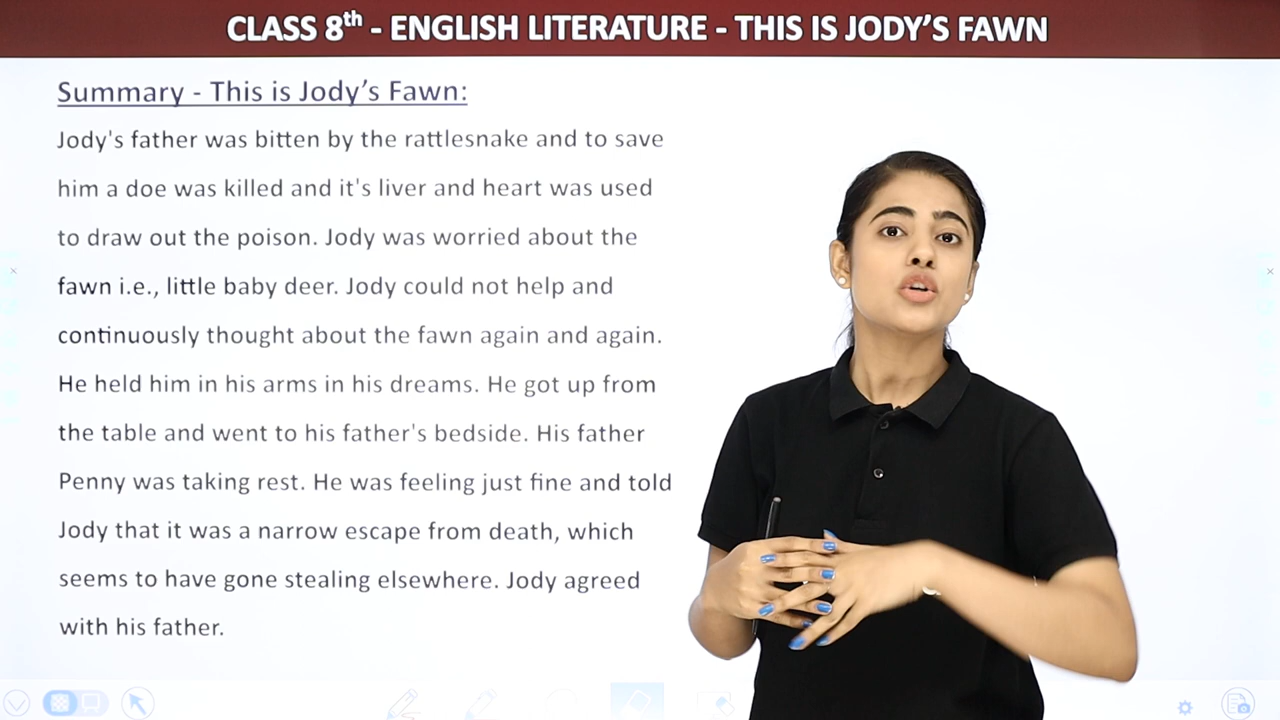 CLASS 8th - ENGLISH LITERATURE - THIS IS JODY’S FAWN
Summary - This is Jody’s Fawn:
Jody's father was bitten by the rattlesnake and to save
him a doe was killed and it's liver and heart was used
to draw out the poison. Jody was worried about the
fawn i.e., little baby deer. Jody could not help and
continuously thought about the fawn again and again.
He held him in his arms in his dreams. He got up from
the table and went to his father's bedside. His father
Penny was taking rest. He was feeling just fine and told
Jody that it was a narrow escape from death, which
seems to have gone stealing elsewhere. Jody agreed
with his father.